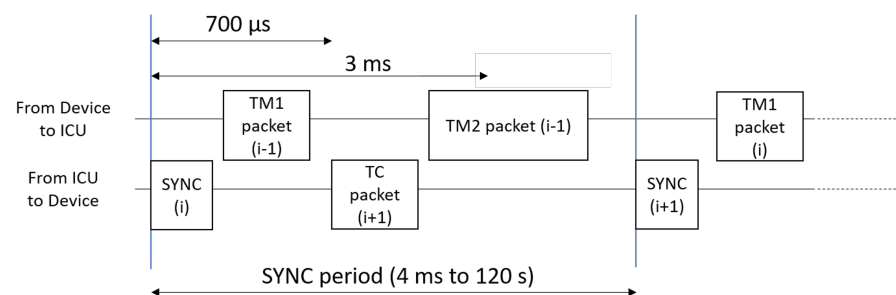 700 µs
3 ms
From Device
to ICU
TM1
packet
(i-1)
TM2 packet (i-1)
TM1
packet
(i)
From ICU
to Device
SYNC
(i)
TC
packet
(i+1)
SYNC
(i+1)
SYNC period (4 ms to 120 s)